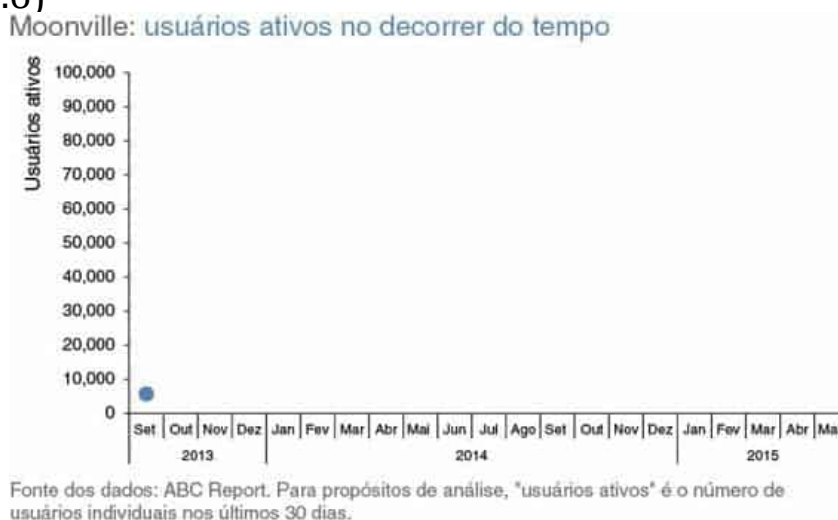 .6)
Moonville: usuários ativos no decorrer do tempo
Usuários ativos
100,000
90,000
80,000
70,000
60,000
50,000
40,000
30,000
20,000
10,000
0
Set Out Nov Dez Jan Fev Mar Abr Mai Jun Jul Ago Set Out Nov Dez Jan Fev Mar Abr Ma
2013 2014 2015
Fonte dos dados: ABC Report. Para propósitos de análise, "usuários ativos" é o número de
usuários individuais nos últimos 30 dias.